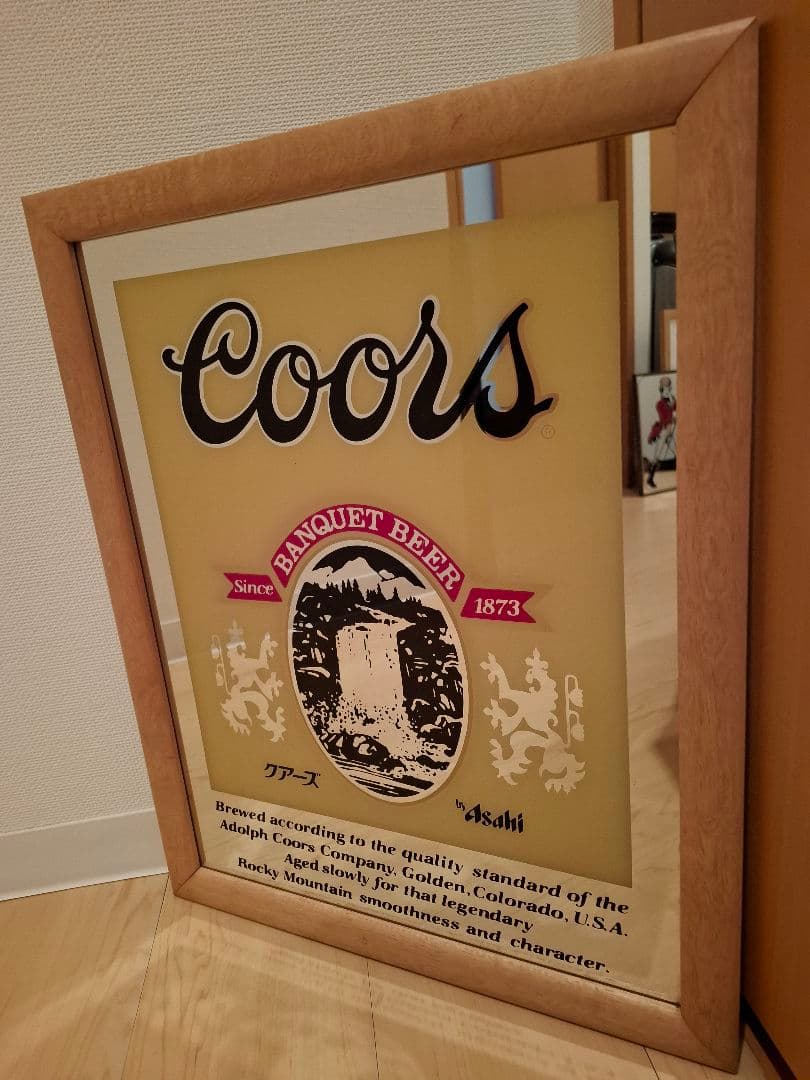 Coors
®
BANQUET BEER
Since
1873
クアーズ
by Asahi
Brewed according to the quality standard of the
Adolph Coors Company, Golden, Colorado, U.S.A.
Aged slowly for that legendary
Rocky Mountain smoothness and character.